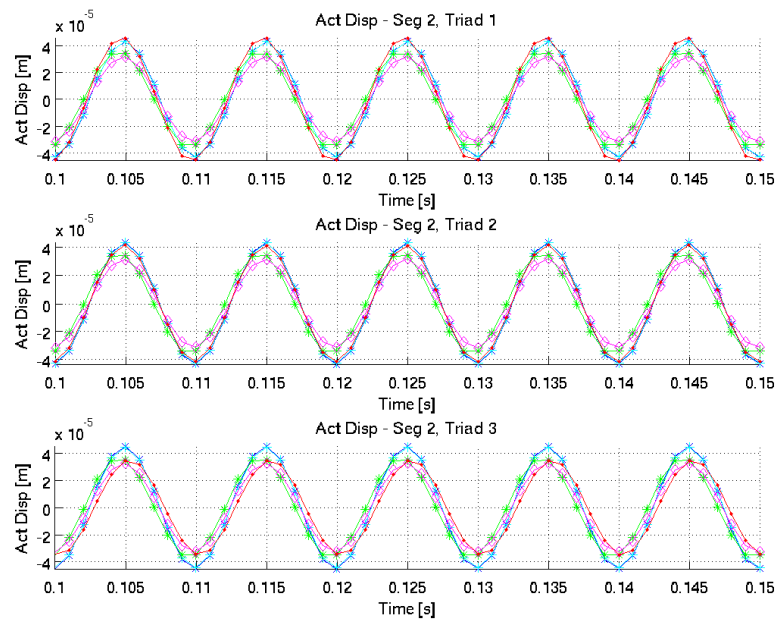 x 10^-5
Act Disp - Seg 2, Triad 1
4
2
0
-2
-4
Act Disp [m]
0.1 0.105 0.11 0.115 0.12 0.125 0.13 0.135 0.14 0.145 0.15
Time [s]
x 10^-5
Act Disp - Seg 2, Triad 2
4
2
0
-2
-4
Act Disp [m]
0.1 0.105 0.11 0.115 0.12 0.125 0.13 0.135 0.14 0.145 0.15
Time [s]
x 10^-5
Act Disp - Seg 2, Triad 3
4
2
0
-2
-4
Act Disp [m]
0.1 0.105 0.11 0.115 0.12 0.125 0.13 0.135 0.14 0.145 0.15
Time [s]